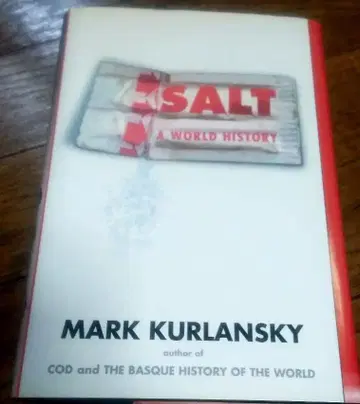 SALT
A WORLD HISTORY
MARK KURLANSKY
author of
COD and THE BASQUE HISTORY OF THE WORLD